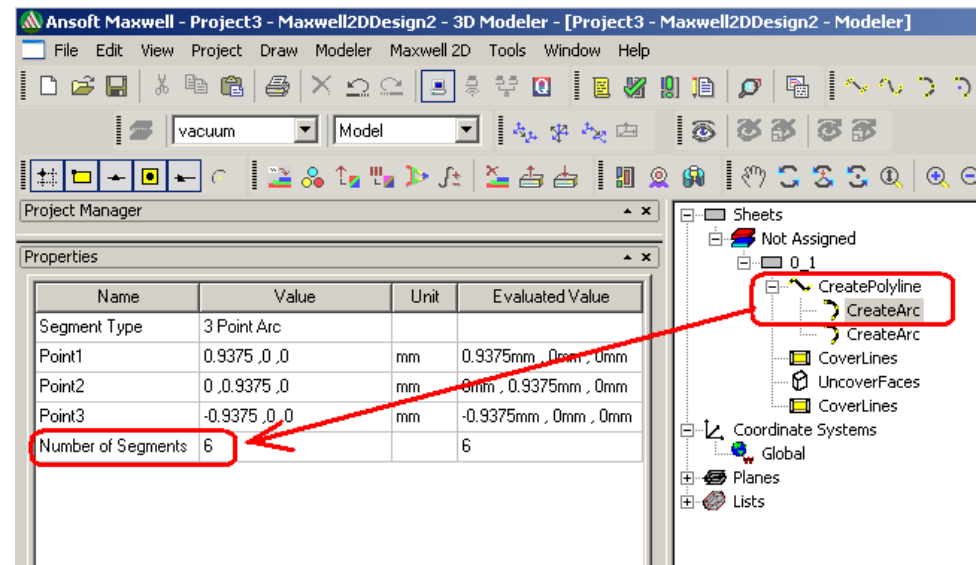 Ansoft Maxwell - Project3 - Maxwell2DDesign2 - 3D Modeler - [Project3 - Maxwell2DDesign2 - Modeler]
File Edit View Project Draw Modeler Maxwell 2D Tools Window Help
vacuum Model
Project Manager
Properties
Name Value Unit Evaluated Value
Segment Type 3 Point Arc
Point1 0.9375 ,0 ,0 mm 0.9375mm , 0mm , 0mm
Point2 0 ,0.9375 ,0 mm 0mm , 0.9375mm , 0mm
Point3 -0.9375 ,0 ,0 mm -0.9375mm , 0mm , 0mm
Number of Segments 6 6
Sheets
Not Assigned
0_1
CreatePolyline
CreateArc
CreateArc
CoverLines
UncoverFaces
CoverLines
Coordinate Systems
Global
Planes
Lists